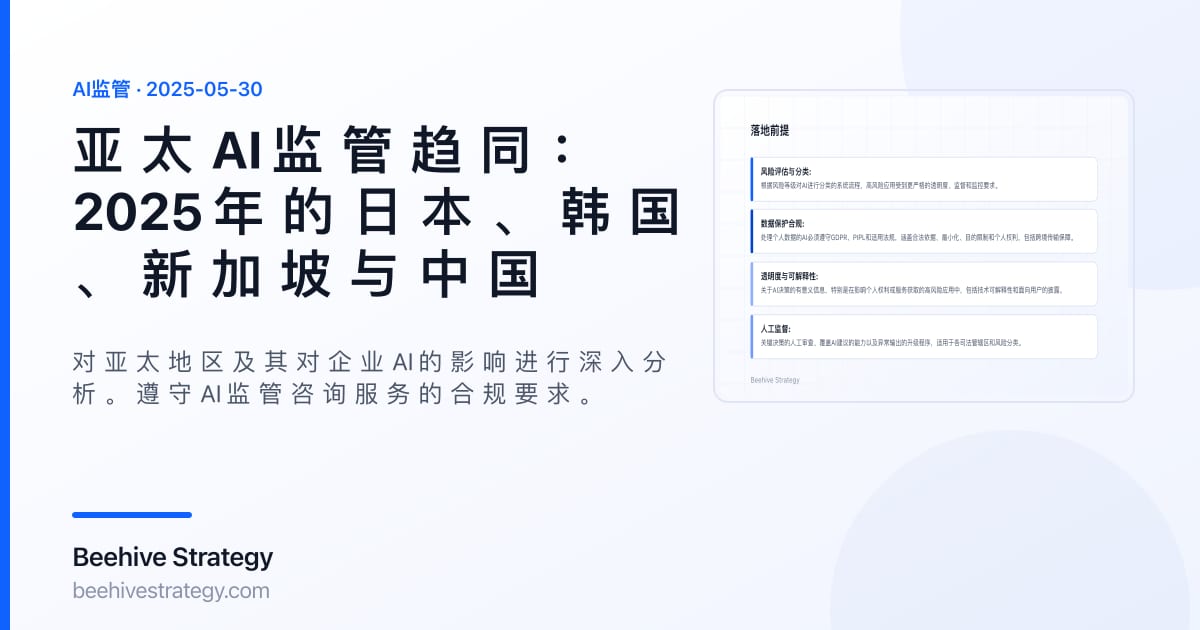 AI监管 · 2025-05-30
亚太AI监管趋同：
2025年的日本、韩国
、新加坡与中国
对亚太地区及其对企业AI的影响进行深入分
析。遵守AI监管咨询服务的合规要求。
Beehive Strategy
beehivestrategy.com
落地前提
风险评估与分类:
根据风险等级对AI进行分类的系统流程，高风险应用受到更严格的透明度、监督和监控要求。
数据保护合规:
处理个人数据的AI必须遵守GDPR、PIPL和适用法规，涵盖合法依据、最小化、目的限制和个人权利，包括跨境传输保障。
透明度与可解释性:
关于AI决策的有意义信息，特别是在影响个人权利或服务获取的高风险应用中，包括技术可解释性和面向用户的披露。
人工监督:
关键决策的人工审查，覆盖AI建议的能力以及异常输出的升级程序，适用于各司法管辖区和风险分类。
Beehive Strategy